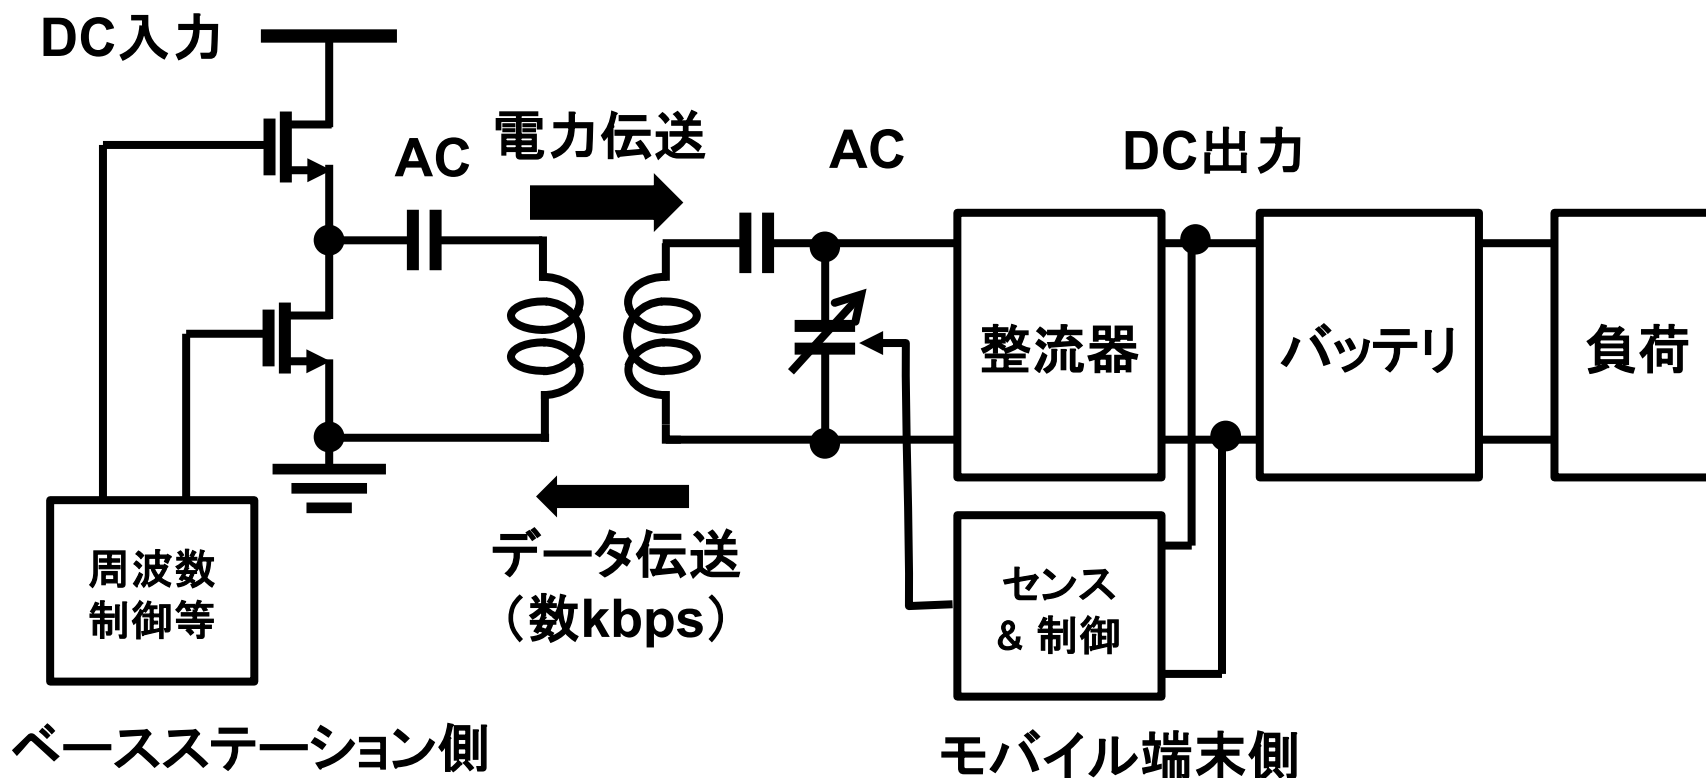 DC入力
AC
電力伝送
AC
DC出力
整流器
バッテリ
負荷
データ伝送
（数kbps）
周波数
制御等
センス
& 制御
ベースステーション側
モバイル端末側